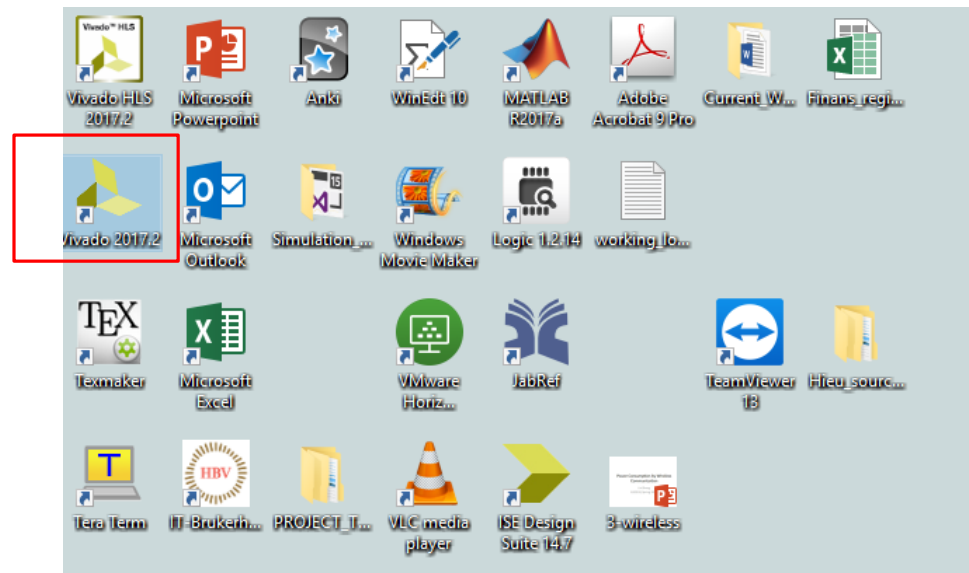 Vivado™ HLS
Vivado HLS
2017.2
Microsoft
Powerpoint
Anki
WinEdt 10
MATLAB
R2017a
Adobe
Acrobat 9 Pro
Current_W...
Finans_regi...
Vivado 2017.2
Microsoft
Outlook
15
Simulation_...
Windows
Movie Maker
Logic 1.2.14
working_lo...
TEX
Texmaker
Microsoft
Excel
VMware
Horiz...
JabRef
TeamViewer
13
Hieu_sourc...
T
Tera Term
HBV
IT-Brukerh...
PROJECT_T...
VLC media
player
ISE Design
Suite 14.7
3-wireless